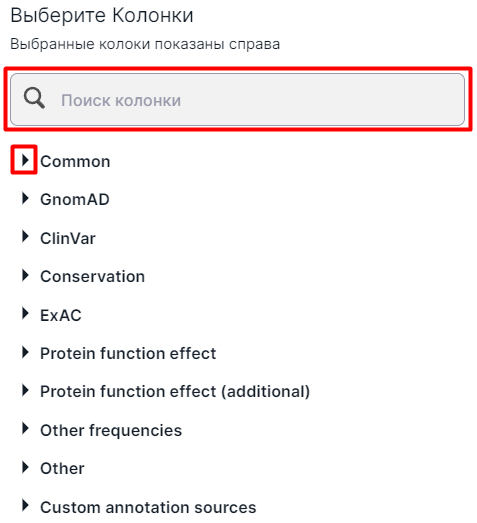 Выберите Колонки
Выбранные колоки показаны справа
Поиск колонки
Common
GnomAD
ClinVar
Conservation
ExAC
Protein function effect
Protein function effect (additional)
Other frequencies
Other
Custom annotation sources